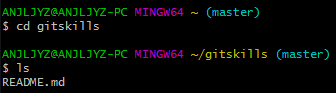 ANJLJYZ@ANJLJYZ-PC MINGW64 ~ (master)
$ cd gitskills
ANJLJYZ@ANJLJYZ-PC MINGW64 ~/gitskills (master)
$ ls
README.md